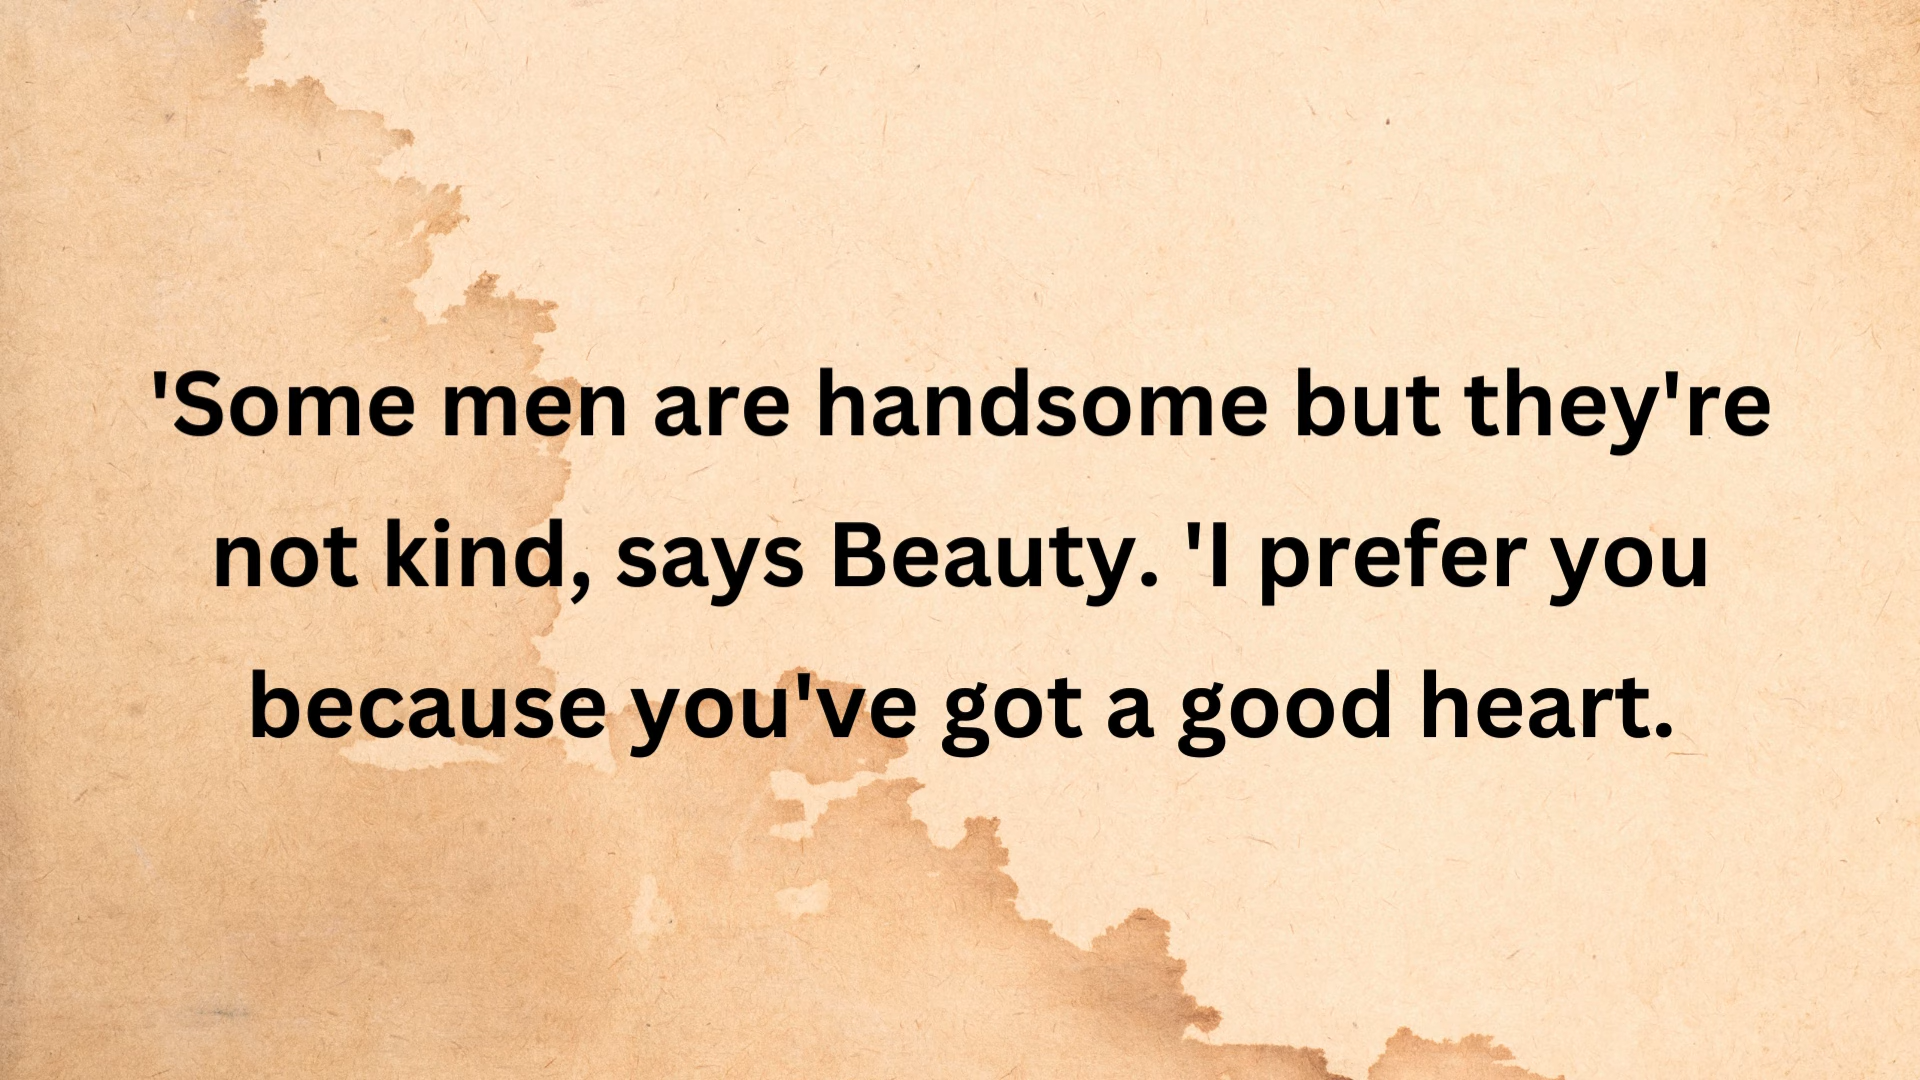 'Some men are handsome but they're
not kind, says Beauty. 'I prefer you
because you've got a good heart.